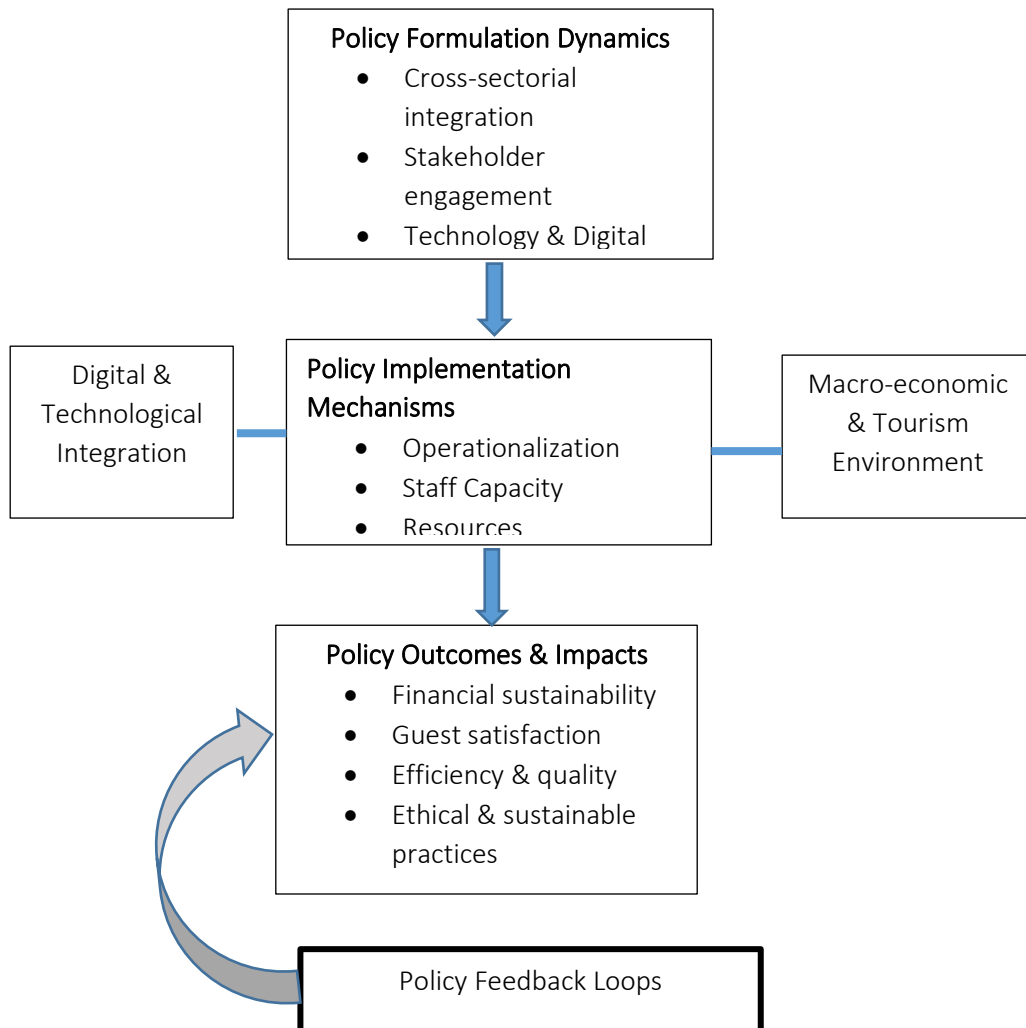 Policy Formulation Dynamics
• Cross-sectorial
integration
• Stakeholder
engagement
• Technology & Digital
Digital &
Technological
Integration
Policy Implementation
Mechanisms
• Operationalization
• Staff Capacity
• Resources
Macro-economic
& Tourism
Environment
Policy Outcomes & Impacts
• Financial sustainability
• Guest satisfaction
• Efficiency & quality
• Ethical & sustainable
practices
Policy Feedback Loops